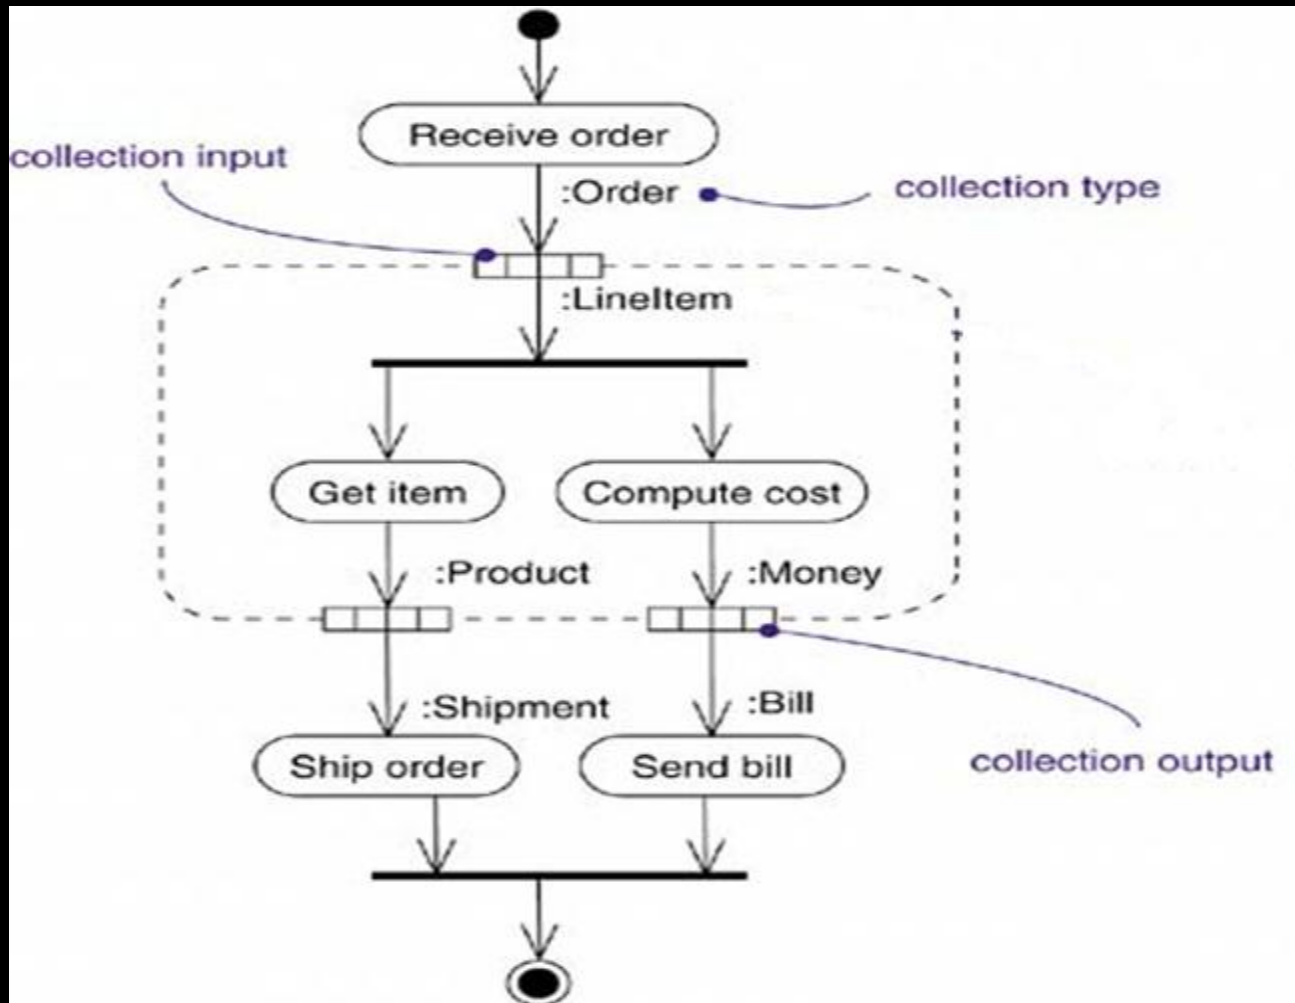 Receive order
collection input
:Order
collection type
:LineItem
Get item
Compute cost
:Product
:Money
:Shipment
:Bill
Ship order
Send bill
collection output